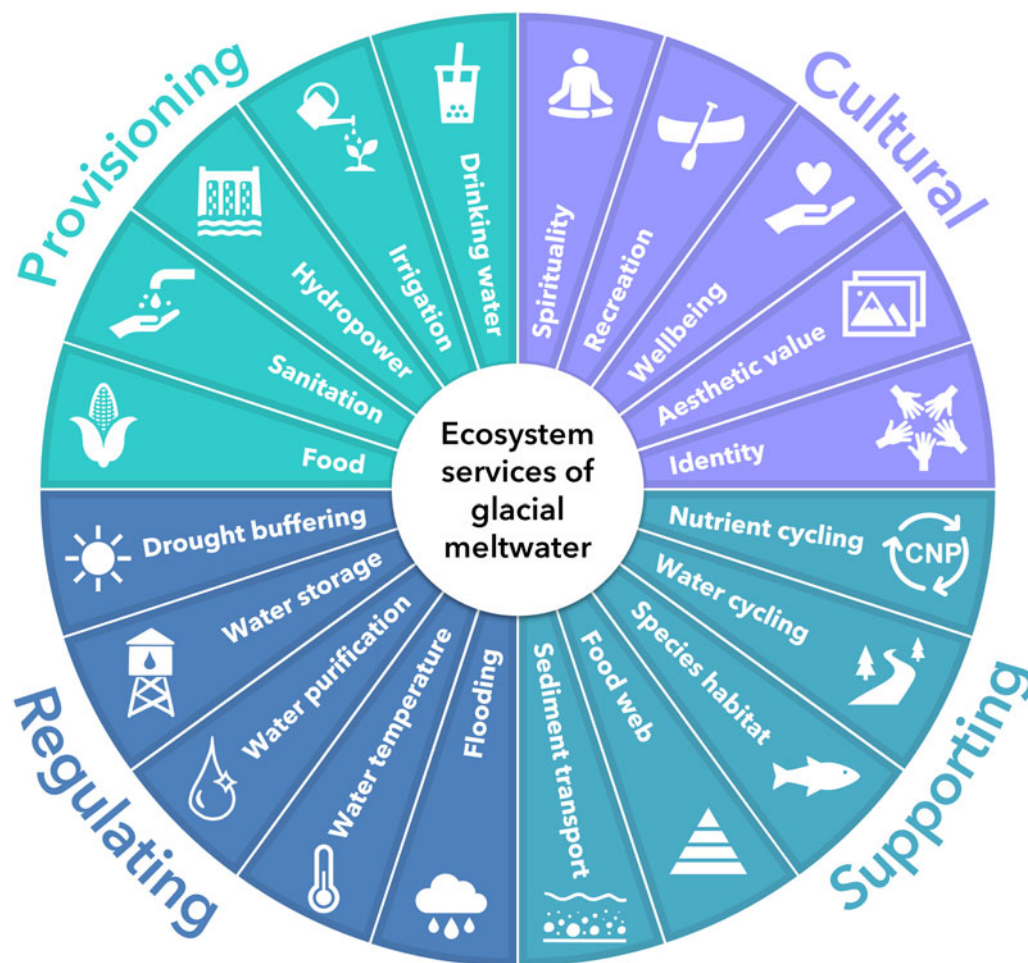 Provisioning
Drinking water
Irrigation
Hydropower
Sanitation
Food
Cultural
Spirituality
Recreation
Wellbeing
Aesthetic value
Identity
Ecosystem
services of
glacial
meltwater
Supporting
Nutrient cycling
CNP
Water cycling
Species habitat
Food web
Sediment transport
Regulating
Drought buffering
Water storage
Water purification
Water temperature
Flooding